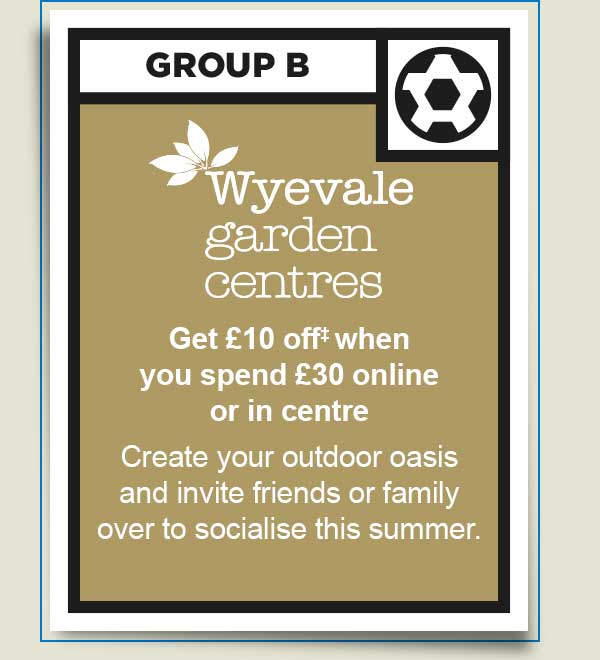 GROUP B
Wyevale
garden
centres
Get £10 off‡ when
you spend £30 online
or in centre
Create your outdoor oasis
and invite friends or family
over to socialise this summer.